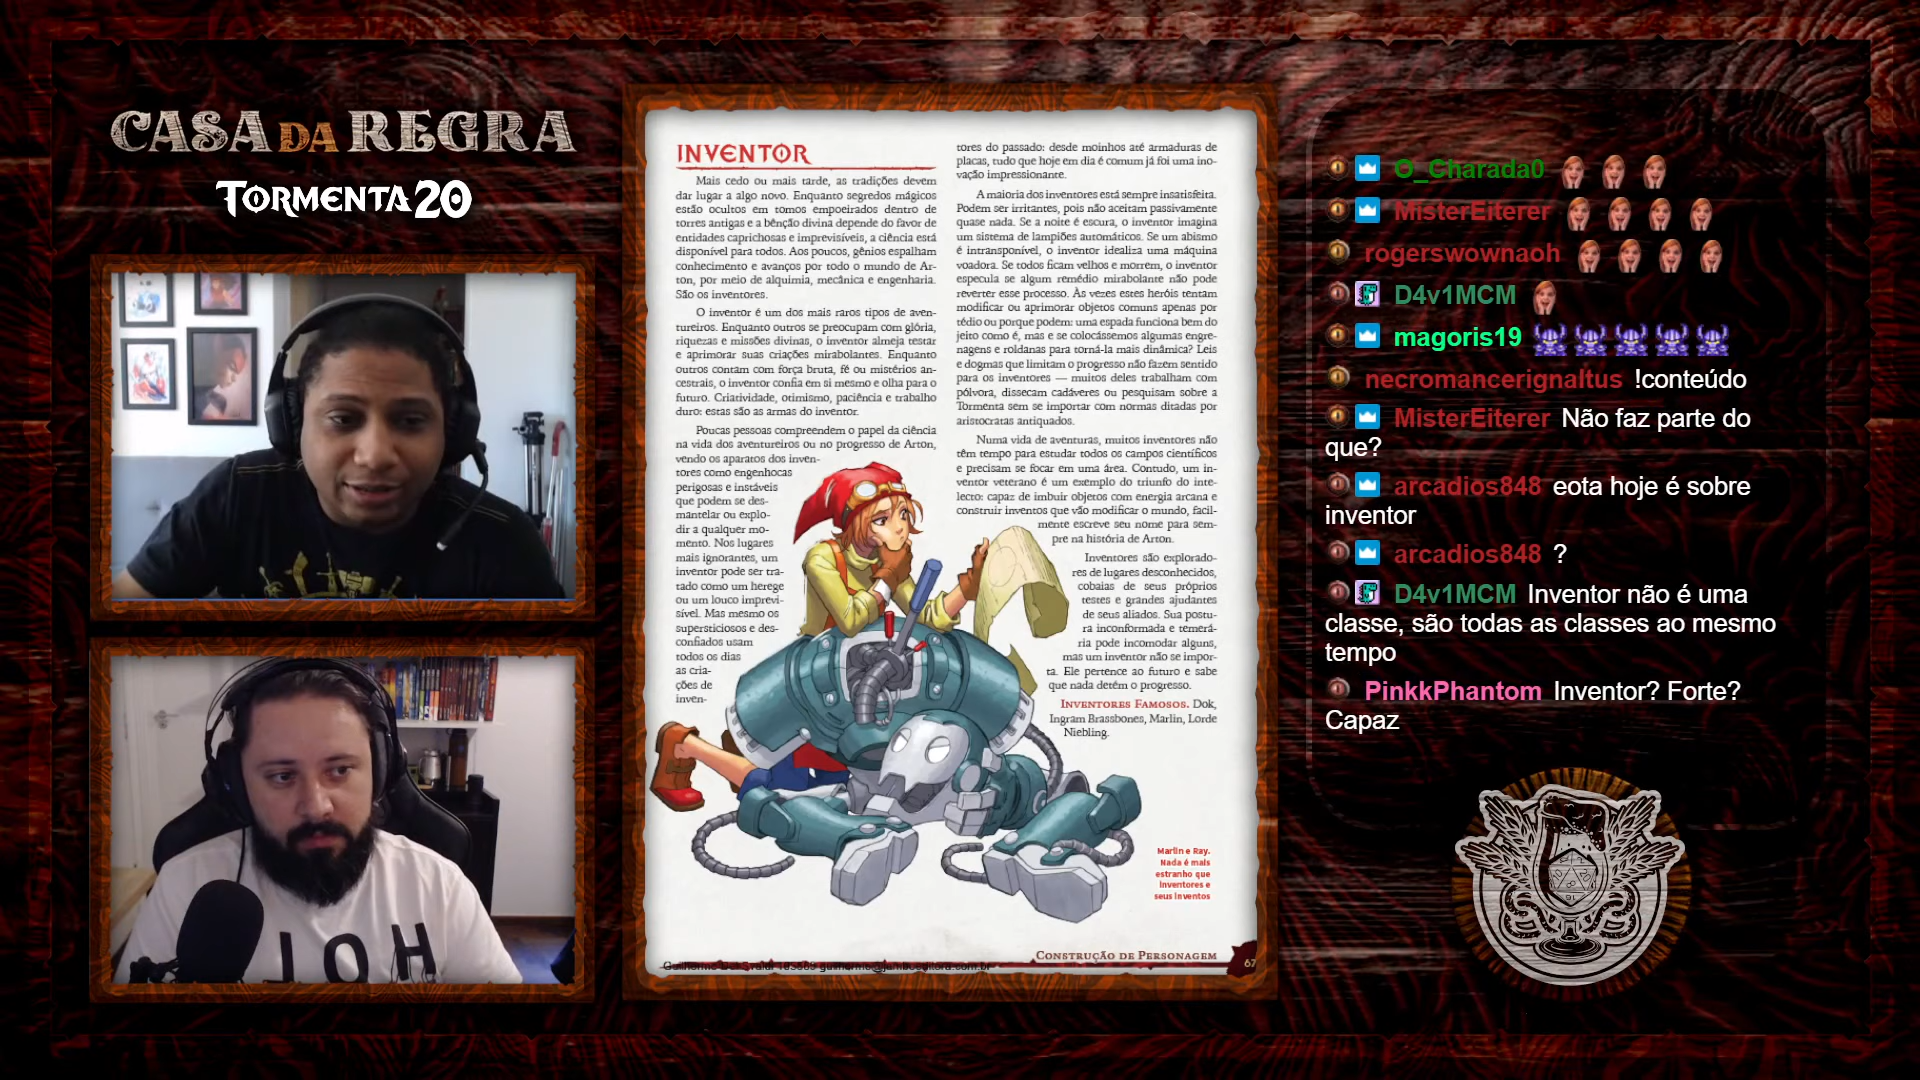 CASA DA REGRA
TORMENTA 20
JOH
INVENTOR
Mais cedo ou mais tarde, as tradições devem
dar lugar a algo novo. Enquanto segredos mágicos
estão ocultos em tomos empoeirados dentro de
torres antigas e a bênção divina depende do favor de
entidades caprichosas e imprevisíveis, a ciência está
disponível para todos. Aos poucos, gênios espalham
conhecimento e avanços por todo o mundo de Ar-
ton, por meio de alquimia, mecânica e engenharia.
São os inventores.
O inventor é um dos mais raros tipos de aven-
tureiros. Enquanto outros se preocupam com glória,
riquezas e missões divinas, o inventor almeja testar
e aprimorar suas criações mirabolantes. Enquanto
outros contam com força bruta, fé ou mistérios an-
cestrais, o inventor confia em si mesmo e olha para o
futuro. Criatividade, otimismo, paciência e trabalho
duro: estas são as armas do inventor.
Poucas pessoas compreendem o papel da ciência
na vida dos aventureiros ou no progresso de Arton,
vendo os aparatos dos inven-
tores como engenhocas
perigosas e instáveis
que podem se des-
mantelar ou explo-
dir a qualquer mo-
mento. Nos lugares
mais ignorantes, um
inventor pode ser tra-
tado como um herege
ou um louco imprevi-
sível. Mas mesmo os
supersticiosos e des-
confiados usam
todos os dias
as cria-
ções de
inven-
tores do passado: desde moinhos até armaduras de
placas, tudo que hoje em dia é comum já foi uma ino-
vação impressionante.
A maioria dos inventores está sempre insatisfeita.
Podem ser irritantes, pois não aceitam passivamente
quase nada. Se a noite é escura, o inventor imagina
um sistema de lampiões automáticos. Se um abismo
é intransponível, o inventor idealiza uma máquina
voadora. Se todos ficam velhos e morrem, o inventor
especula se algum remédio mirabolante não pode
reverter esse processo. Às vezes estes heróis tentam
modificar ou aprimorar objetos comuns apenas por
tédio ou porque podem: uma espada funciona bem do
jeito como é, mas e se colocássemos algumas engre-
nagens e roldanas para torná-la mais dinâmica? Leis
e dogmas que limitam o progresso não fazem sentido
para os inventores — muitos deles trabalham com
pólvora, dissecam cadáveres ou pesquisam sobre a
Tormenta sem se importar com normas ditadas por
aristocratas antiquados.
Numa vida de aventuras, muitos inventores não
têm tempo para estudar todos os campos científicos
e precisam se focar em uma área. Contudo, um in-
ventor veterano é um exemplo do triunfo do inte-
lecto: capaz de imbuir objetos com energia arcana e
construir inventos que vão modificar o mundo, facil-
mente escreve seu nome para sem-
pre na história de Arton.
Inventores são explorado-
res de lugares desconhecidos,
cobaias de seus próprios
testes e grandes ajudantes
de seus aliados. Sua postu-
ra inconformada e temerá-
ria pode incomodar alguns,
mas um inventor não se impor-
ta. Ele pertence ao futuro e sabe
que nada detém o progresso.
INVENTORES FAMOSOS. Dok,
Ingram Brassbones, Marlin, Lorde
Niebling.
Marlin e Ray.
Nada é mais
estranho que
inventores e
seus inventos
CONSTRUÇÃO DE PERSONAGEM
67
O_Charada0
MisterEiterer
rogerswownaoh
D4v1MCM
magoris19
necromancerignaltus !conteúdo
MisterEiterer Não faz parte do
que?
arcadios848 eota hoje é sobre
inventor
arcadios848 ?
D4v1MCM Inventor não é uma
classe, são todas as classes ao mesmo
tempo
PinkkPhantom Inventor? Forte?
Capaz